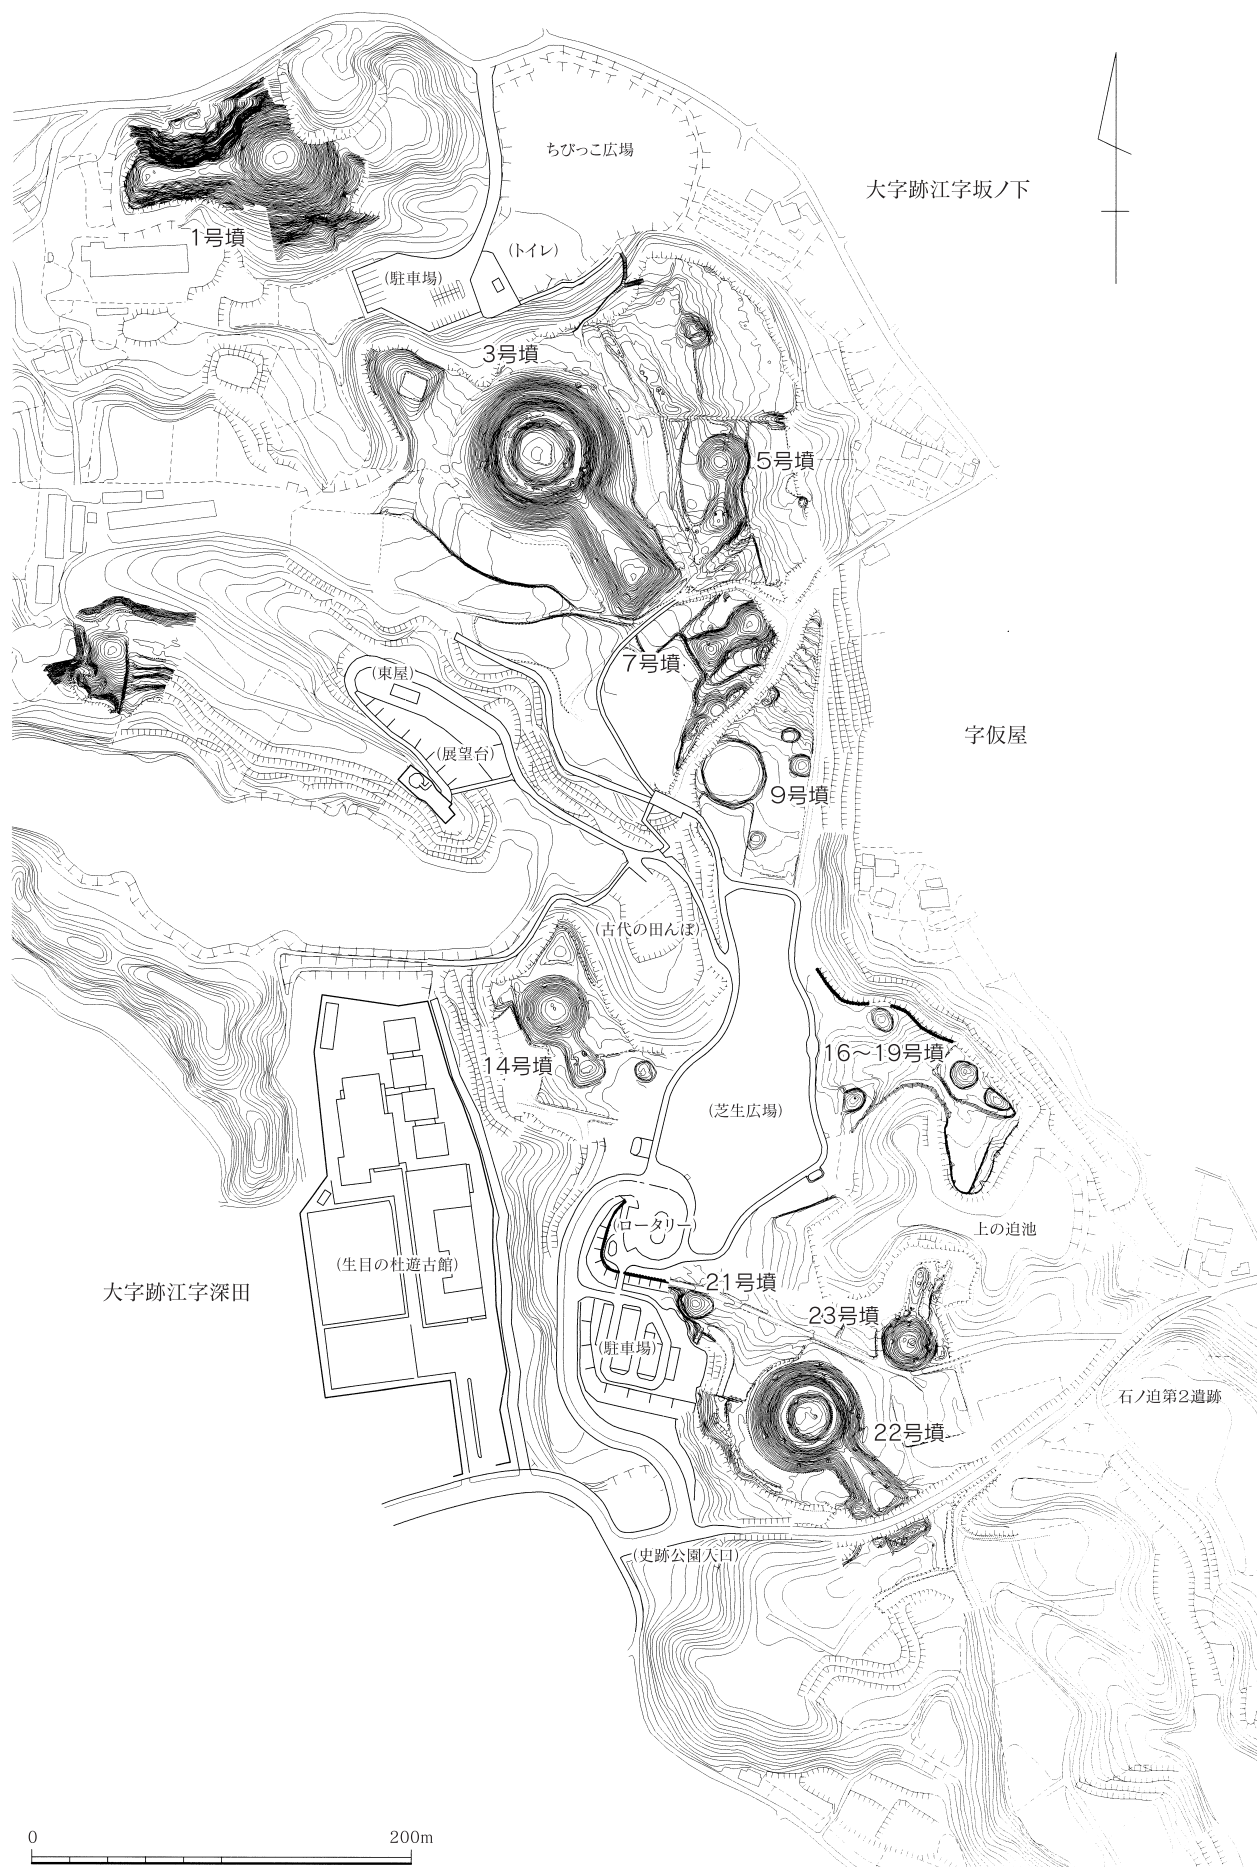 ちびっこ広場
大字跡江字坂ノ下
1号墳
(トイレ)
(駐車場)
3号墳
5号墳
7号墳
(東屋)
字仮屋
(展望台)
9号墳
(古代の田んぼ)
16～19号墳
14号墳
(芝生広場)
(ロータリー)
上の迫池
(生目の杜遊古館)
21号墳
大字跡江字深田
23号墳
(駐車場)
石ノ迫第2遺跡
22号墳
(史跡公園入口)
0 200m